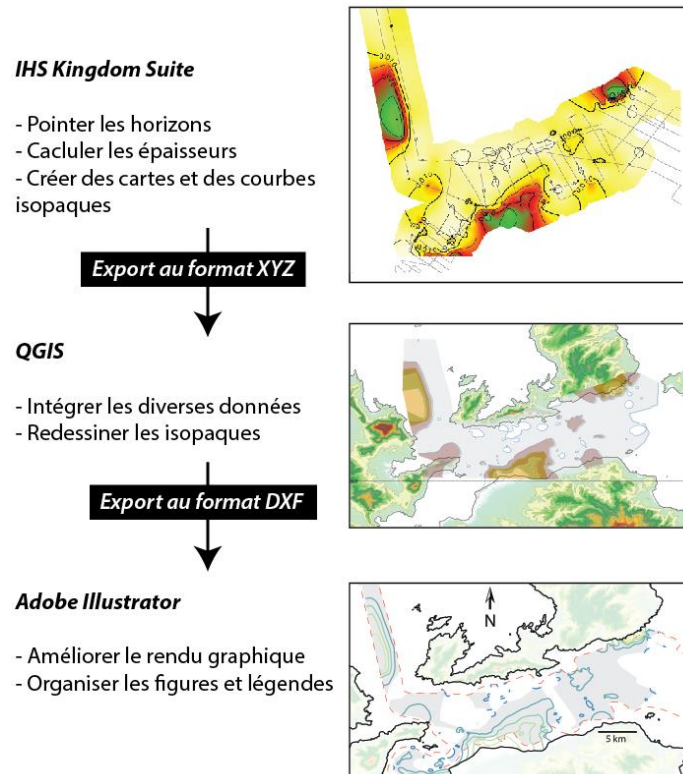 IHS Kingdom Suite
- Pointer les horizons
- Cacluler les épaisseurs
- Créer des cartes et des courbes
isopaques
Export au format XYZ
QGIS
- Intégrer les diverses données
- Redessiner les isopaques
Export au format DXF
Adobe Illustrator
- Améliorer le rendu graphique
- Organiser les figures et légendes
N
5 km